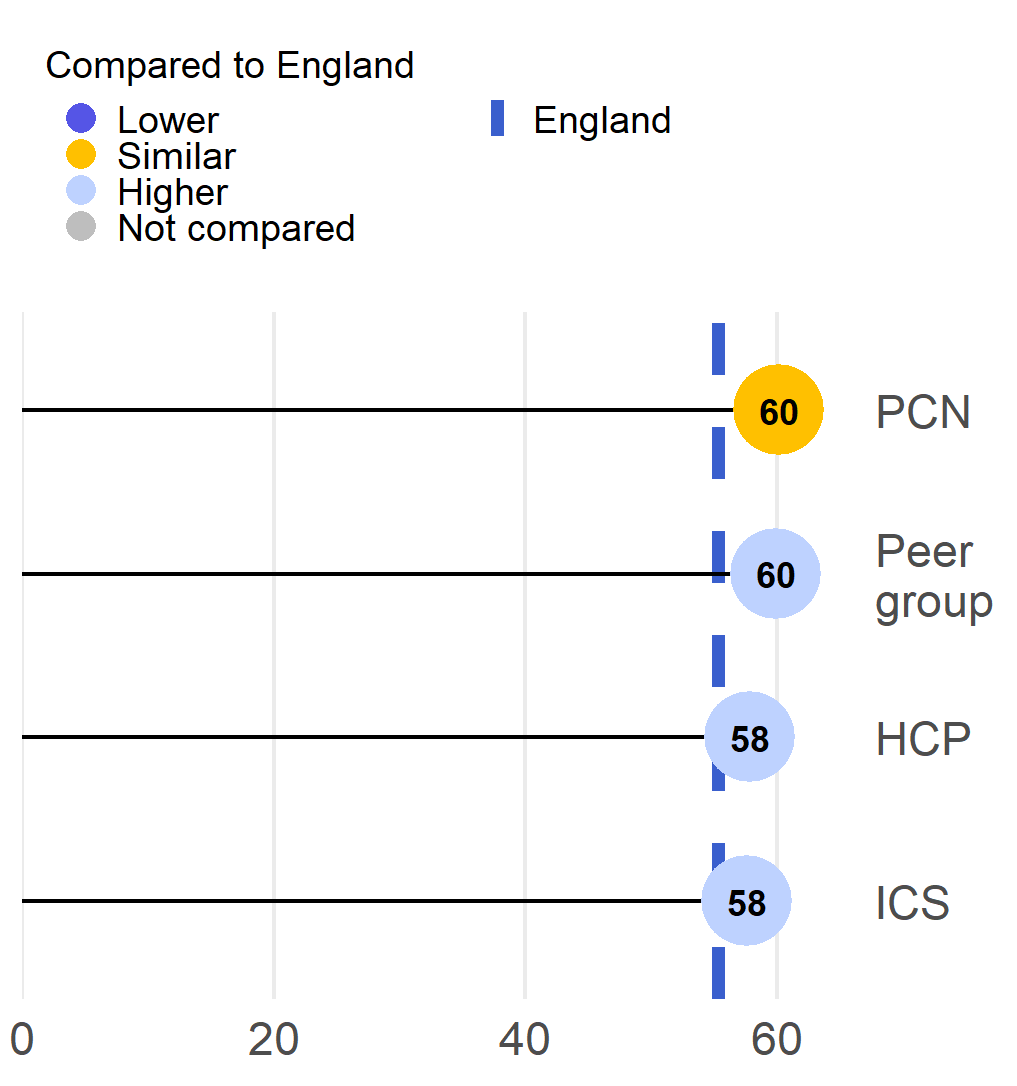 Compared to England
Lower
England
Similar
Higher
Not compared
60
PCN
60
Peer
group
58
HCP
58
ICS
0 20 40 60